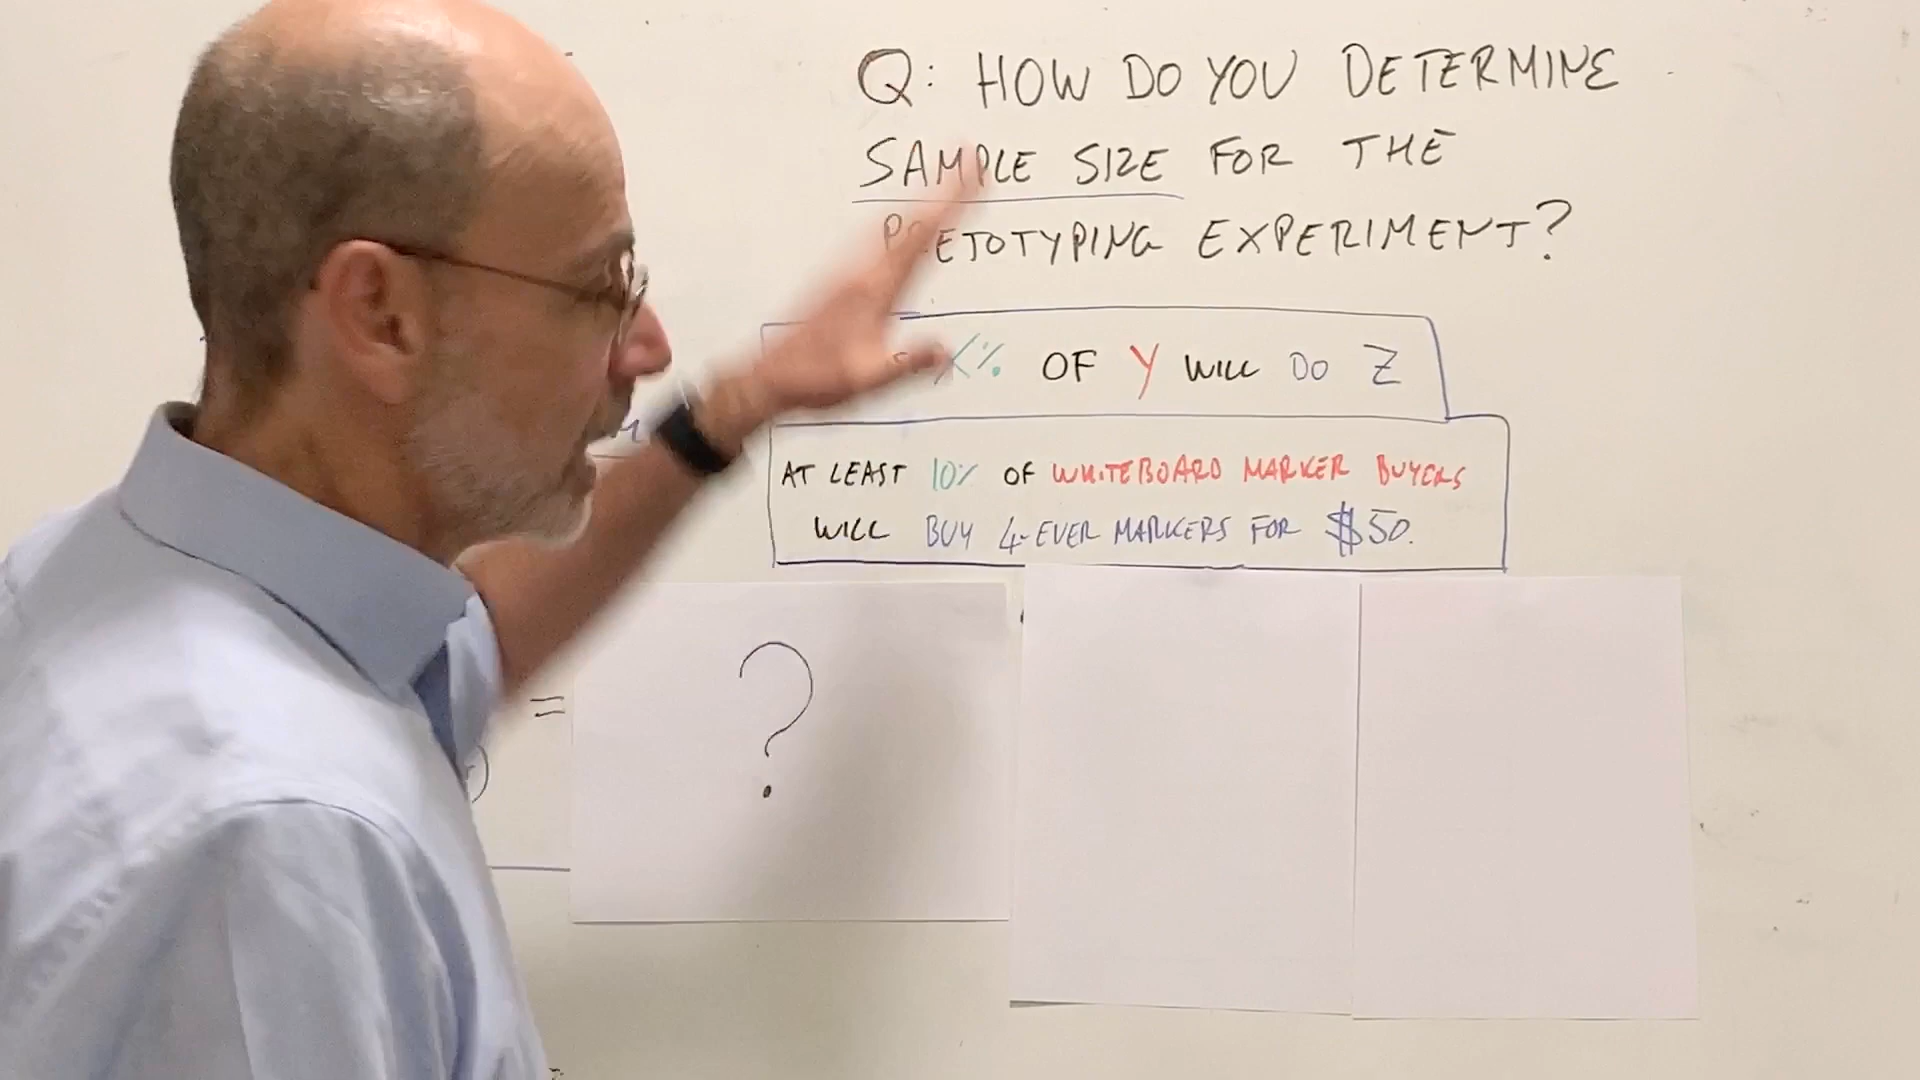 Q: HOW DO YOU DETERMINE
SAMPLE SIZE FOR THE
PRETOTYPING EXPERIMENT?
X% OF Y WILL DO Z
AT LEAST 10% OF WHITEBOARD MARKER BUYERS
WILL BUY 4-EVER MARKERS FOR $50.
= ?